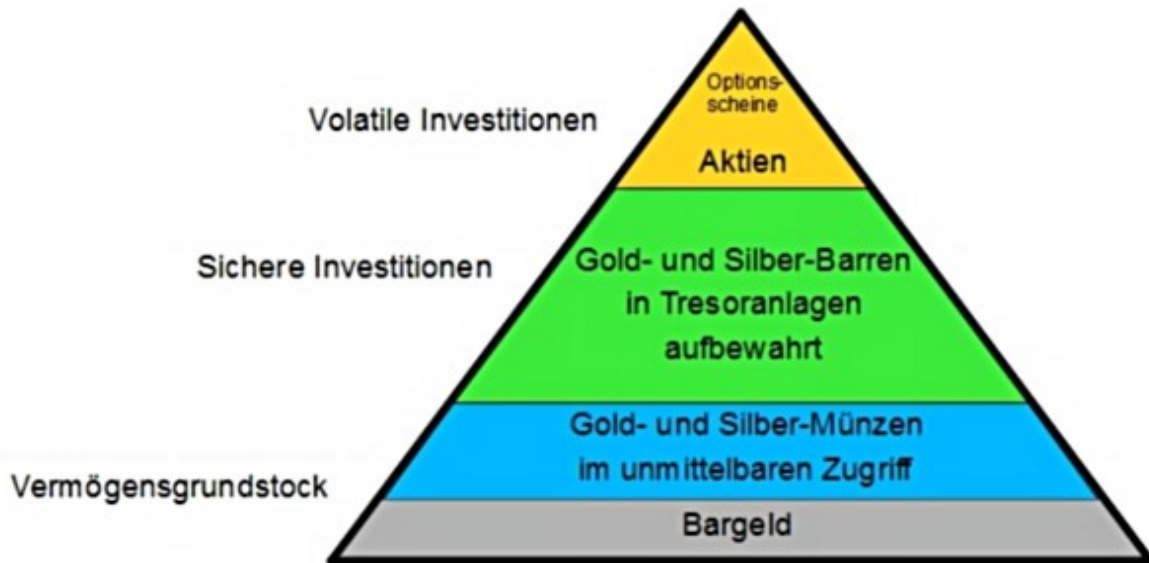 Options-
scheine
Volatile Investitionen
Aktien
Sichere Investitionen
Gold- und Silber-Barren
in Tresoranlagen
aufbewahrt
Gold- und Silber-Münzen
im unmittelbaren Zugriff
Vermögensgrundstock
Bargeld